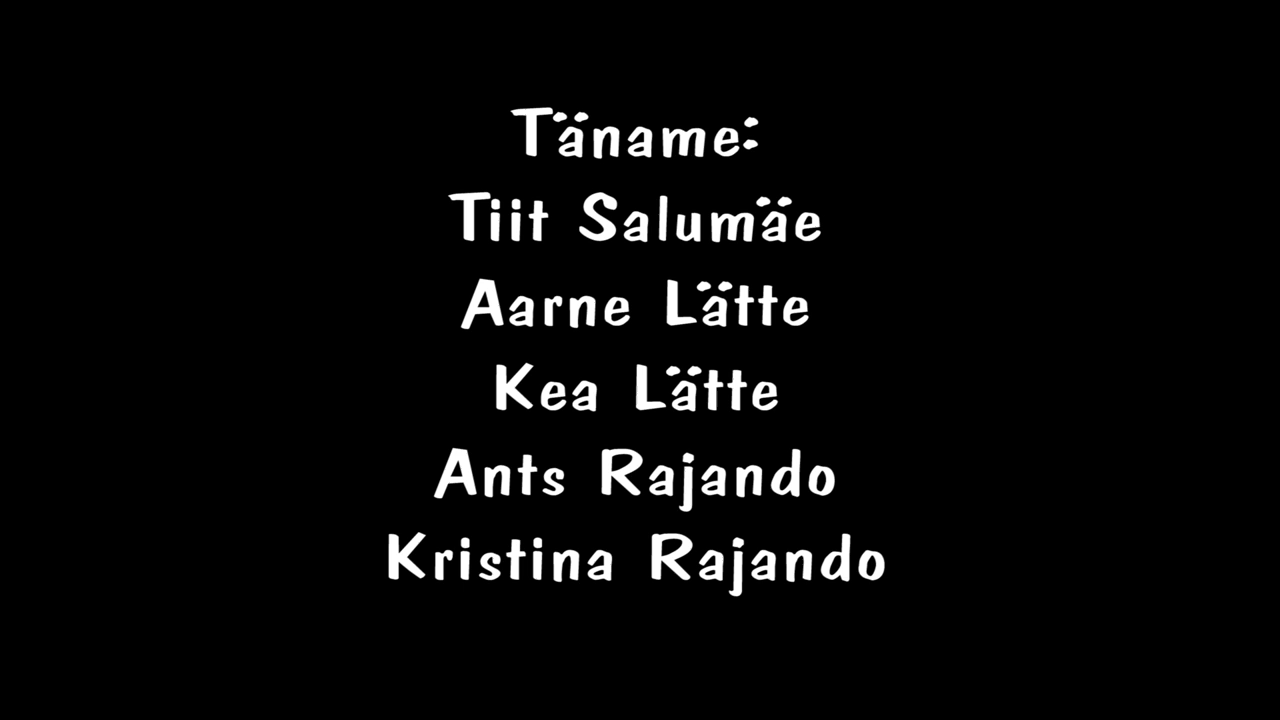 Täname:
Tiit Salumäe
Aarne Lätte
Kea Lätte
Ants Rajando
Kristina Rajando